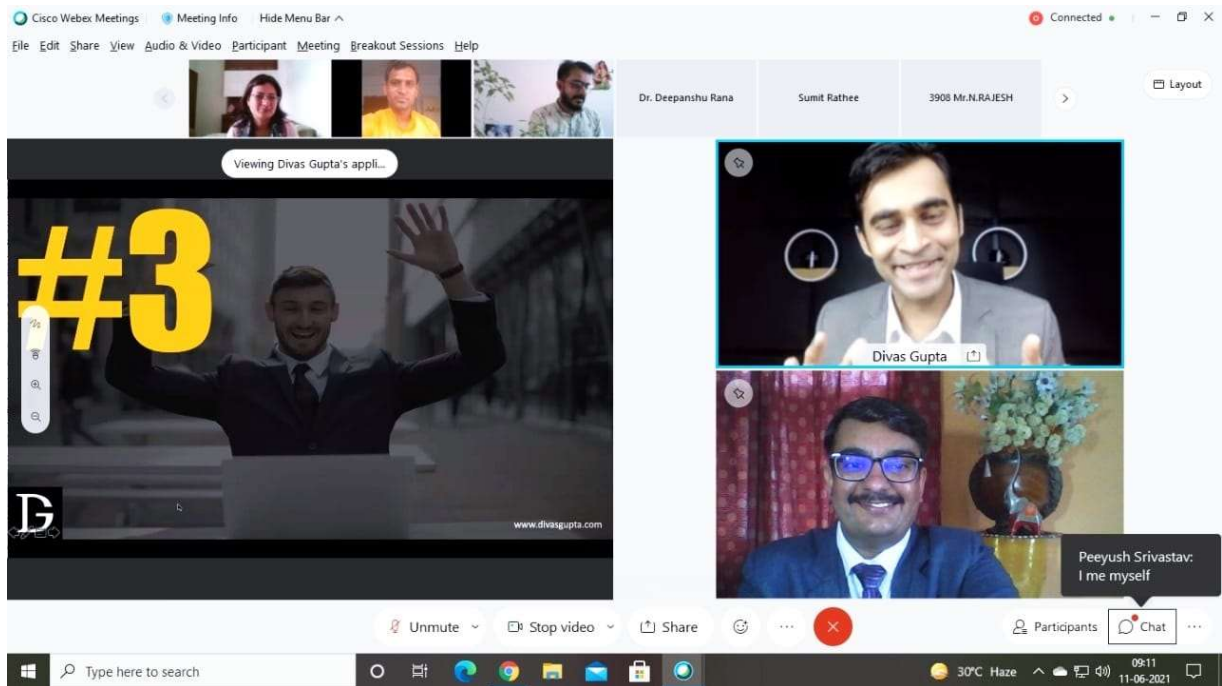 Cisco Webex Meetings Meeting Info Hide Menu Bar
Connected
File Edit Share View Audio & Video Participant Meeting Breakout Sessions Help
Dr. Deepanshu Rana Sumit Rathee 3908 Mr.N.RAJESH
Layout
Viewing Divas Gupta's appli...
#3
DG
www.divasgupta.com
Divas Gupta
Peeyush Srivastav:
I me myself
Unmute Stop video Share Participants Chat
Type here to search
30°C Haze
09:11
11-06-2021